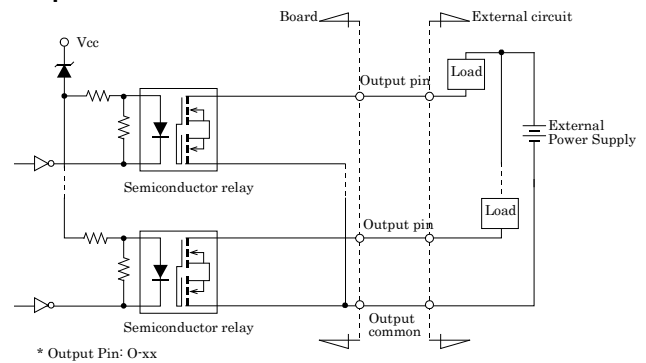 Board
External circuit
Vcc
Output pin
Load
External
Power Supply
Semiconductor relay
Load
Output pin
Output
common
Semiconductor relay
* Output Pin: O-xx